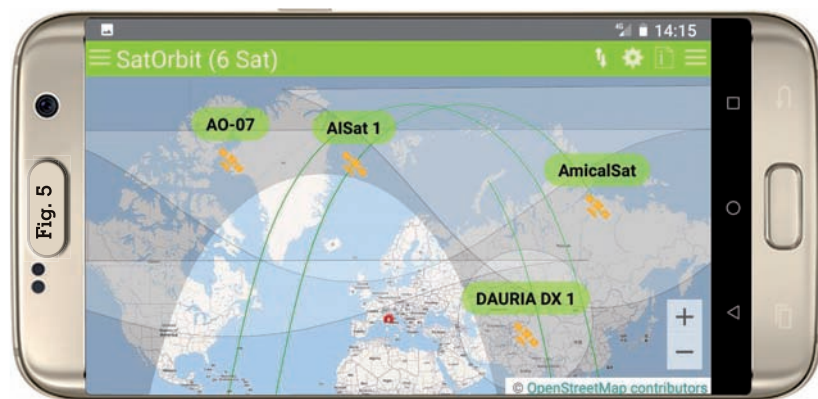 14:15
SatOrbit (6 Sat)
AO-07
AISat 1
AmicalSat
Fig. 5
DAURIA DX 1
+
−
© OpenStreetMap contributors